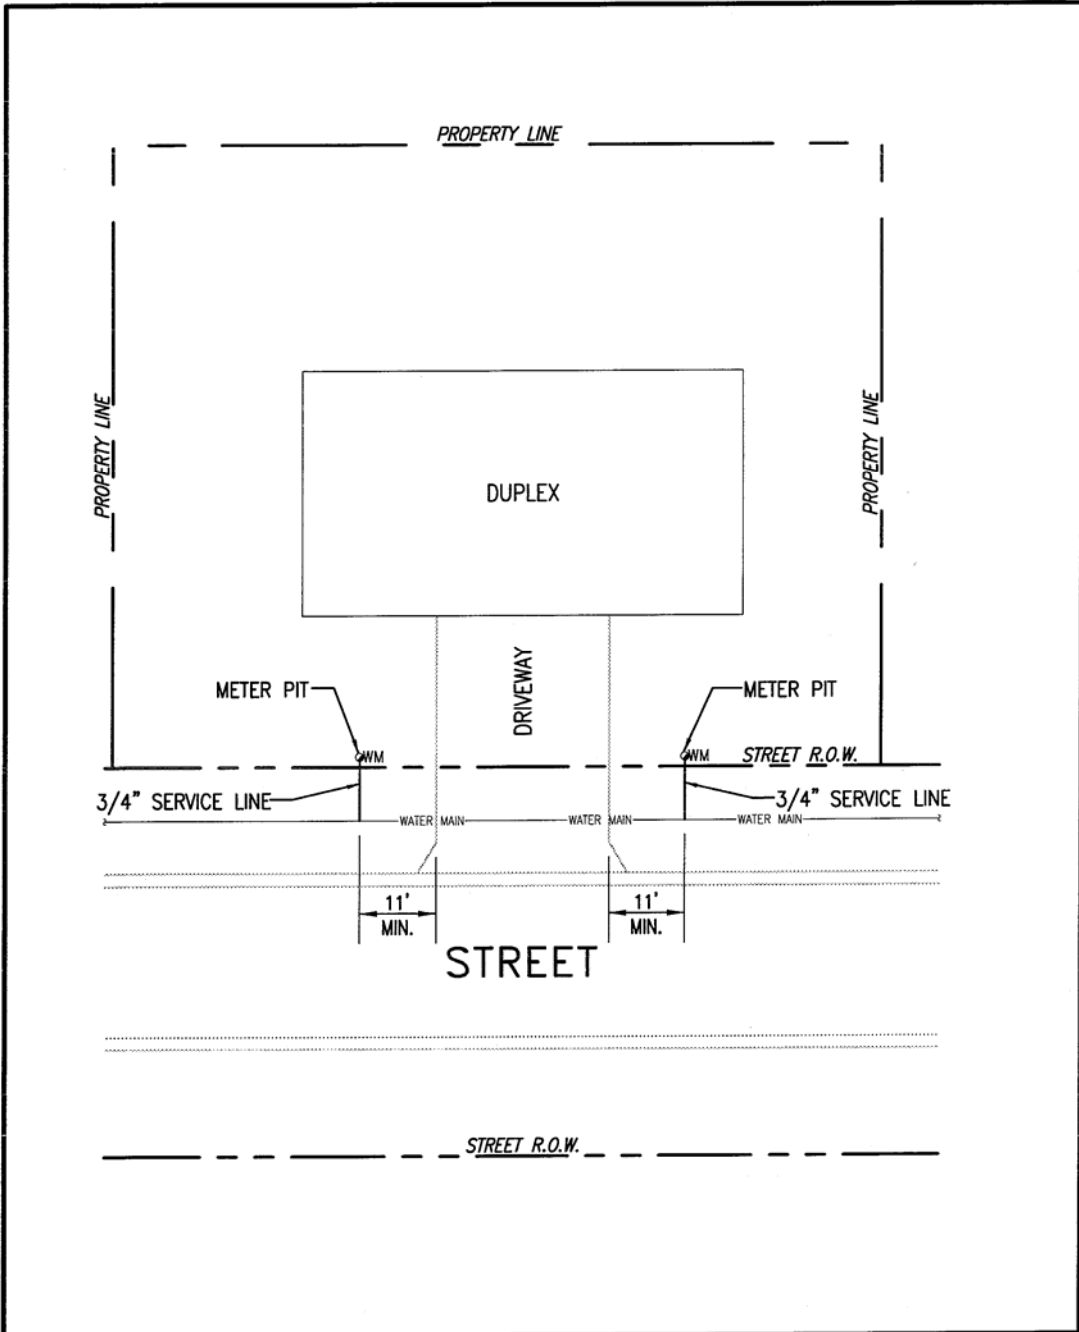 PROPERTY LINE
PROPERTY LINE
PROPERTY LINE
DUPLEX
DRIVEWAY
METER PIT
METER PIT
WM
WM
STREET R.O.W.
3/4" SERVICE LINE
3/4" SERVICE LINE
WATER MAIN
WATER MAIN
WATER MAIN
11'
MIN.
11'
MIN.
STREET
STREET R.O.W.